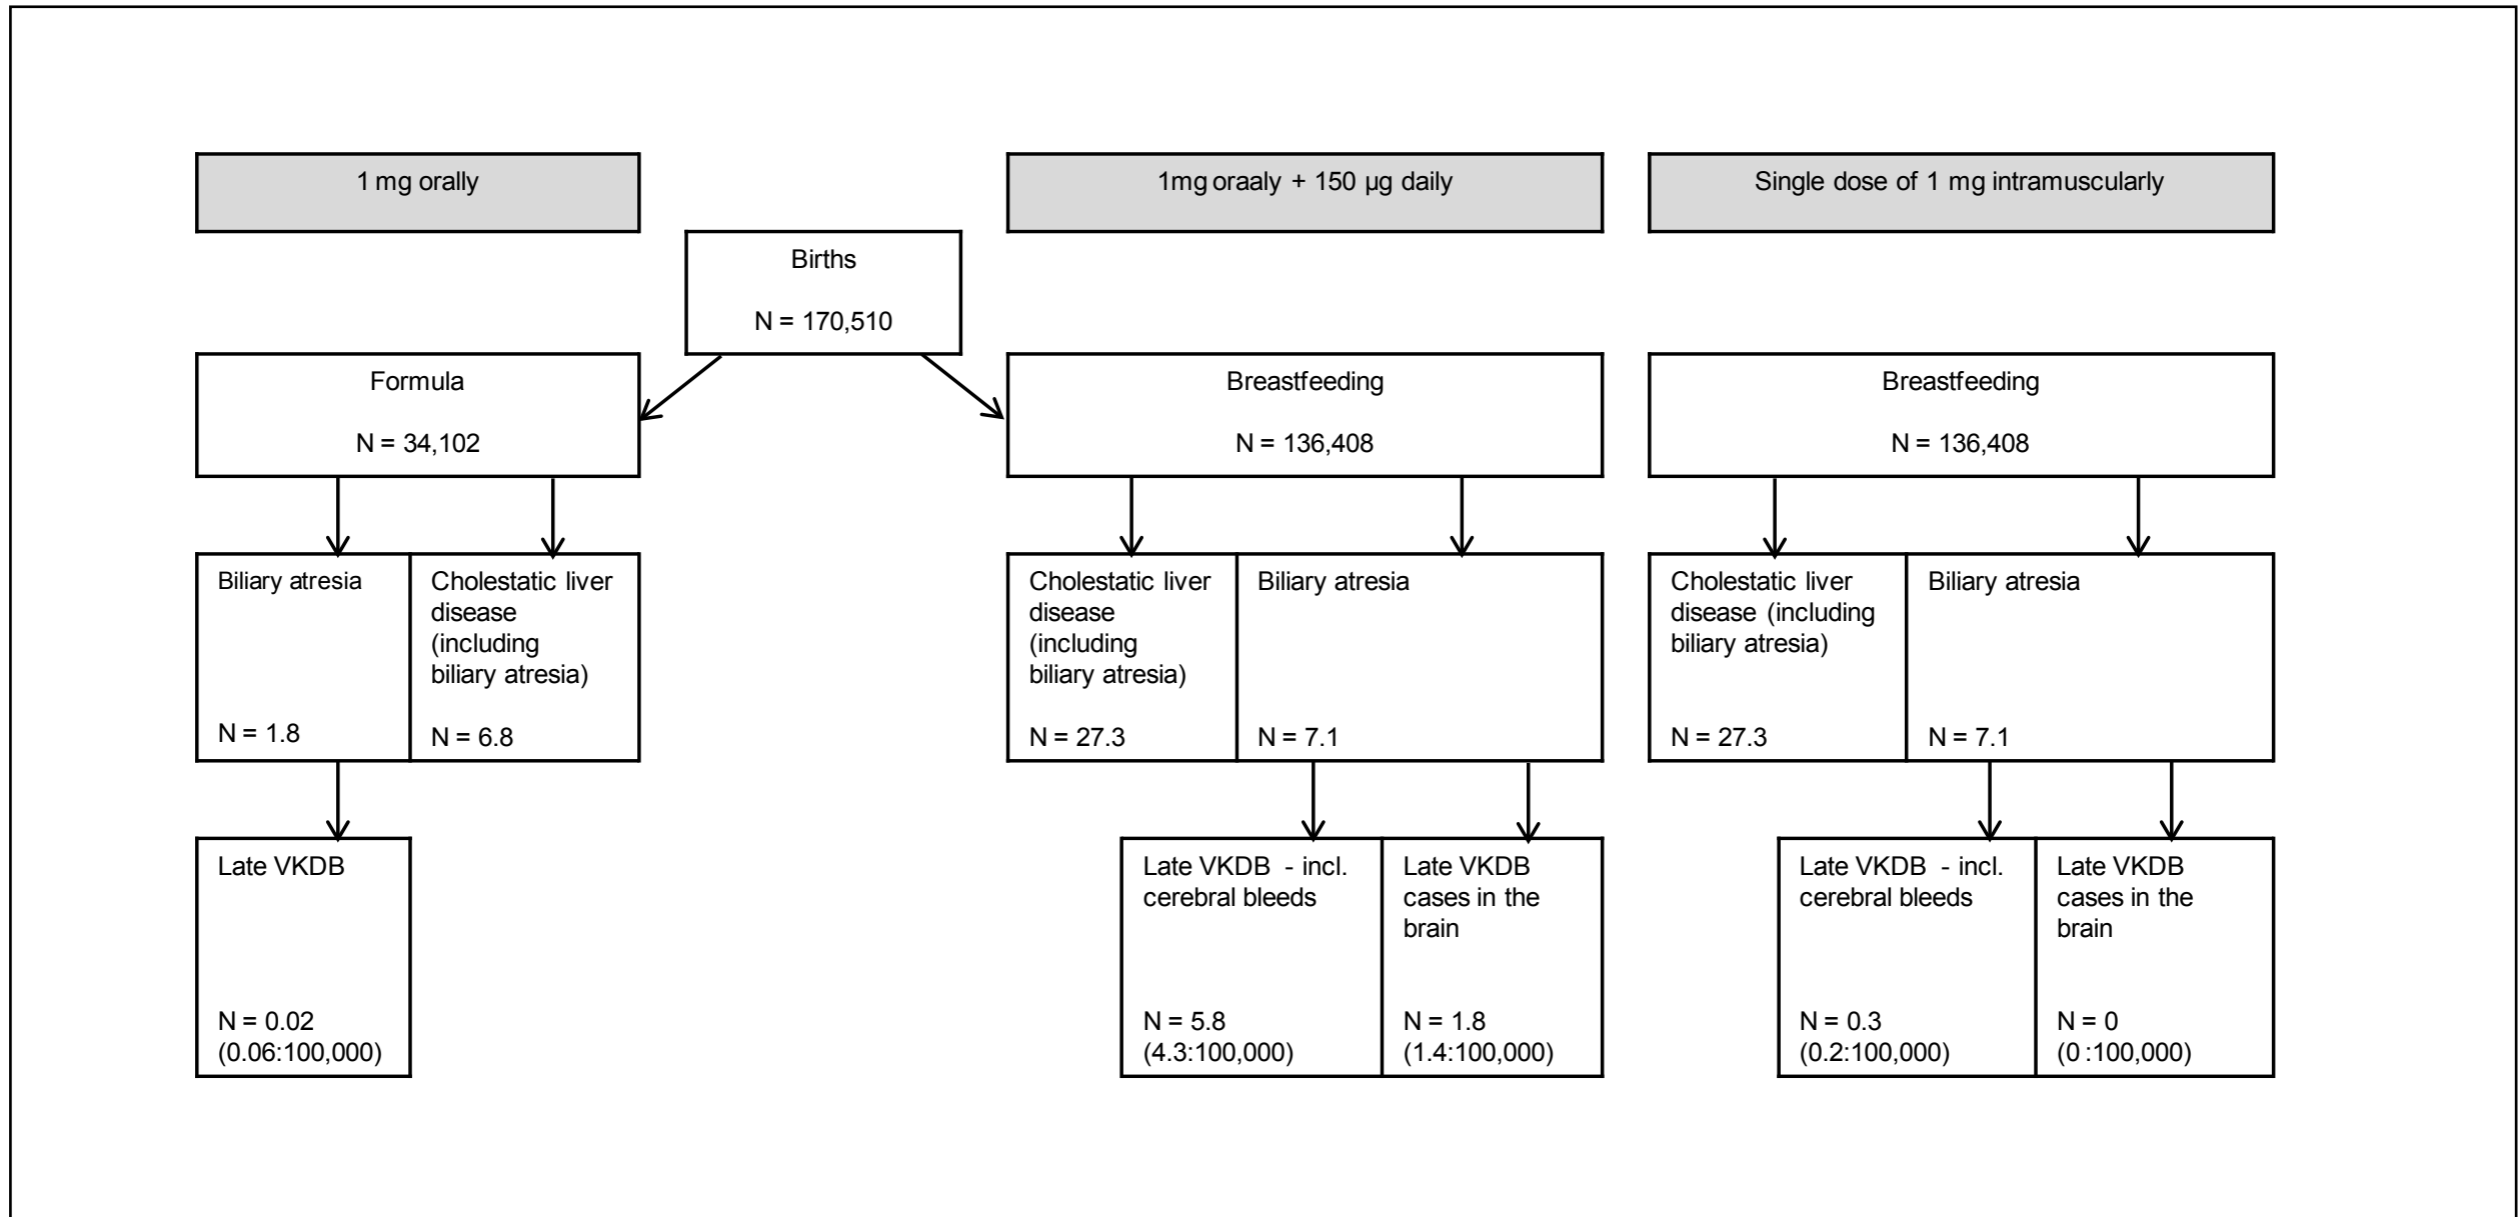 1 mg orally
1mg oraaly + 150 µg daily
Single dose of 1 mg intramuscularly
Births
N = 170,510
Formula
N = 34,102
Breastfeeding
N = 136,408
Breastfeeding
N = 136,408
Biliary atresia
N = 1.8
Cholestatic liver
disease
(including
biliary atresia)
N = 6.8
Cholestatic liver
disease
(including
biliary atresia)
N = 27.3
Biliary atresia
N = 7.1
Cholestatic liver
disease (including
biliary atresia)
N = 27.3
Biliary atresia
N = 7.1
Late VKDB
N = 0.02
(0.06:100,000)
Late VKDB - incl.
cerebral bleeds
N = 5.8
(4.3:100,000)
Late VKDB
cases in the
brain
N = 1.8
(1.4:100,000)
Late VKDB - incl.
cerebral bleeds
N = 0.3
(0.2:100,000)
Late VKDB
cases in the
brain
N = 0
(0 :100,000)